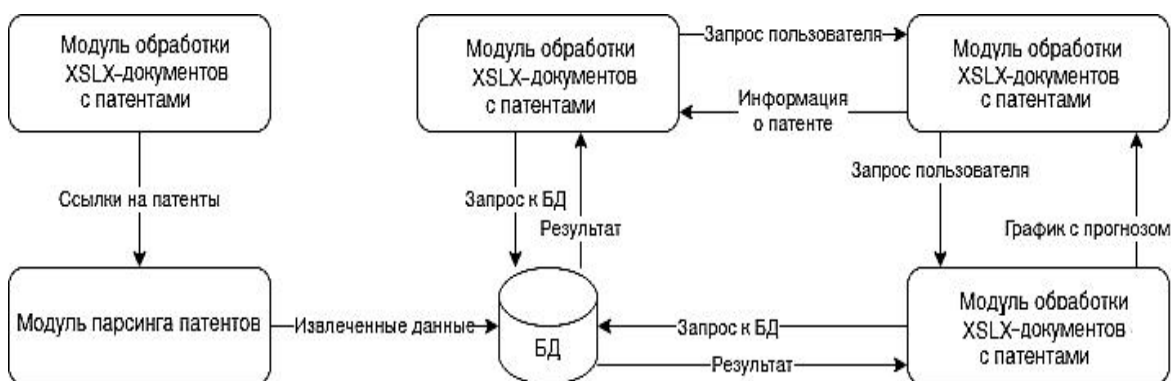 Модуль обработки
XSLX-документов
с патентами
Модуль обработки
XSLX-документов
с патентами
Запрос пользователя
Информация
о патенте
Модуль обработки
XSLX-документов
с патентами
Ссылки на патенты
Запрос к БД
Результат
Запрос пользователя
График с прогнозом
Модуль парсинга патентов
Извлеченные данные
БД
Запрос к БД
Результат
Модуль обработки
XSLX-документов
с патентами